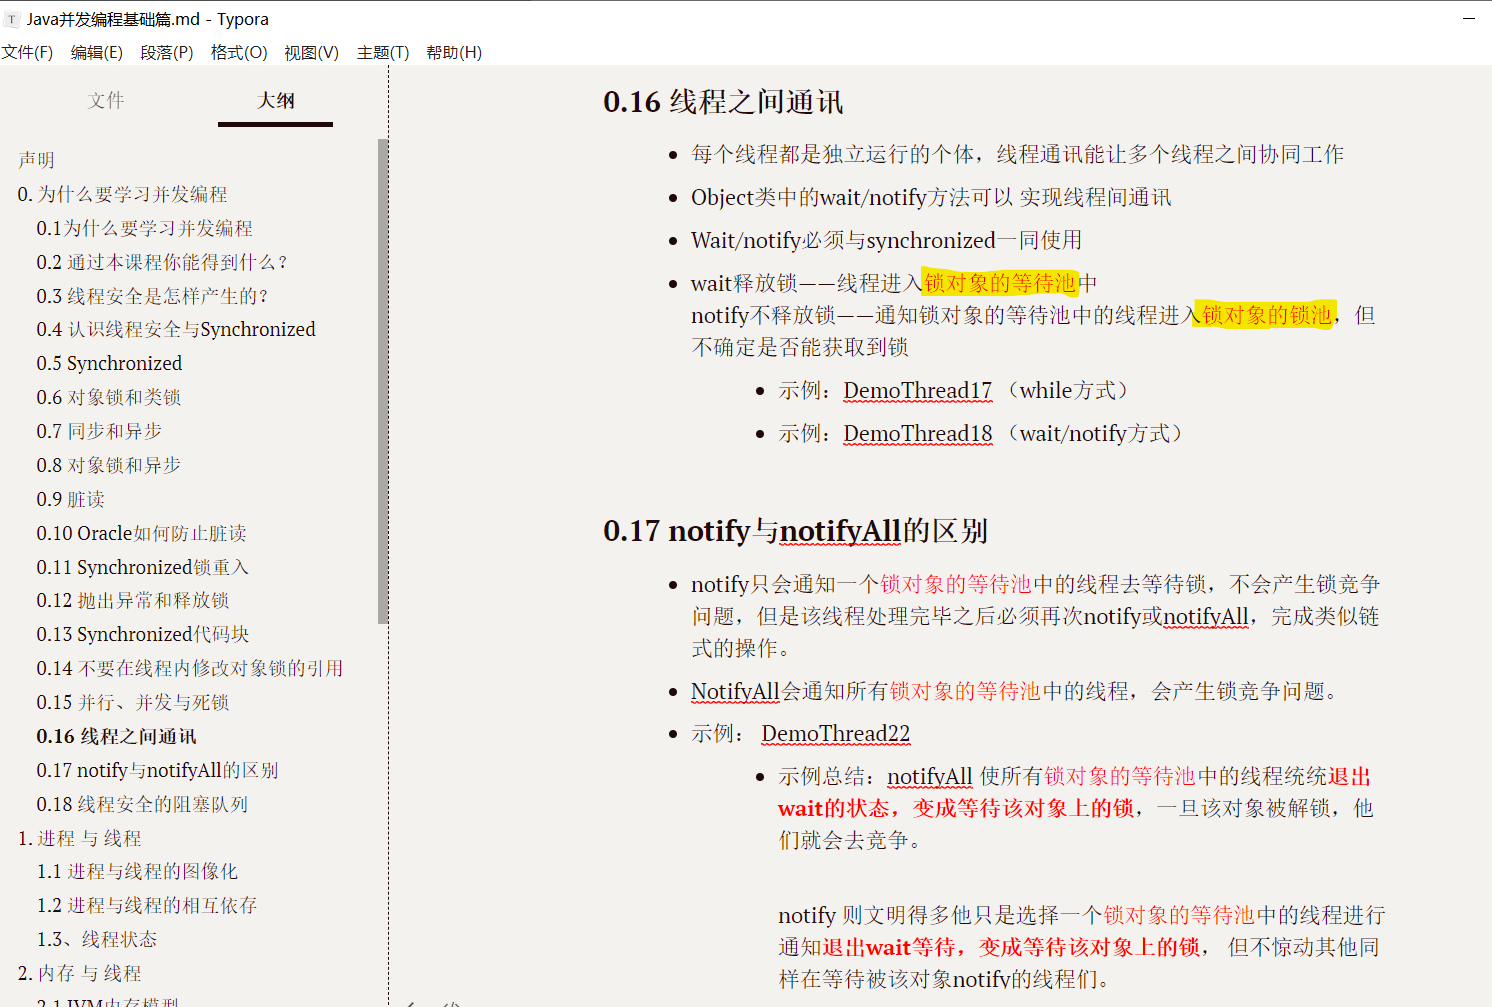 T Java并发编程基础篇.md - Typora
文件(F) 编辑(E) 段落(P) 格式(O) 视图(V) 主题(T) 帮助(H)
文件 大纲
声明
0. 为什么要学习并发编程
0.1为什么要学习并发编程
0.2 通过本课程你能得到什么？
0.3 线程安全是怎样产生的？
0.4 认识线程安全与Synchronized
0.5 Synchronized
0.6 对象锁和类锁
0.7 同步和异步
0.8 对象锁和异步
0.9 脏读
0.10 Oracle如何防止脏读
0.11 Synchronized锁重入
0.12 抛出异常和释放锁
0.13 Synchronized代码块
0.14 不要在线程内修改对象锁的引用
0.15 并行、并发与死锁
0.16 线程之间通讯
0.17 notify与notifyAll的区别
0.18 线程安全的阻塞队列
1. 进程 与 线程
1.1 进程与线程的图像化
1.2 进程与线程的相互依存
1.3、线程状态
2. 内存 与 线程
2.1 JVM内存模型
0.16 线程之间通讯
每个线程都是独立运行的个体，线程通讯能让多个线程之间协同工作
Object类中的wait/notify方法可以 实现线程间通讯
Wait/notify必须与synchronized一同使用
wait释放锁——线程进入锁对象的等待池中
notify不释放锁——通知锁对象的等待池中的线程进入锁对象的锁池，但
不确定是否能获取到锁
示例：DemoThread17 （while方式）
示例：DemoThread18 （wait/notify方式）
0.17 notify与notifyAll的区别
notify只会通知一个锁对象的等待池中的线程去等待锁，不会产生锁竞争
问题，但是该线程处理完毕之后必须再次notify或notifyAll，完成类似链
式的操作。
NotifyAll会通知所有锁对象的等待池中的线程，会产生锁竞争问题。
示例： DemoThread22
示例总结：notifyAll 使所有锁对象的等待池中的线程统统退出
wait的状态，变成等待该对象上的锁，一旦该对象被解锁，他
们就会去竞争。
notify 则文明得多他只是选择一个锁对象的等待池中的线程进行
通知退出wait等待，变成等待该对象上的锁， 但不惊动其他同
样在等待被该对象notify的线程们。